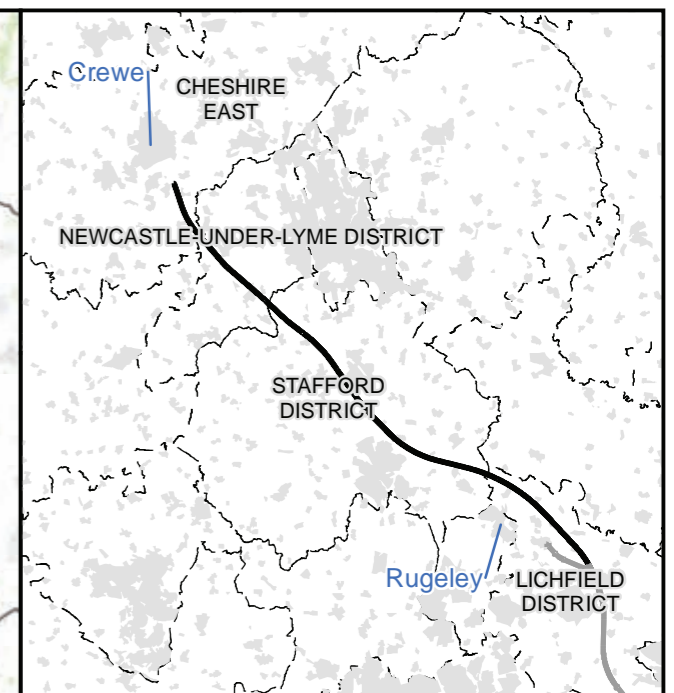 Crewe
CHESHIRE
EAST
NEWCASTLE-UNDER-LYME DISTRICT
STAFFORD
DISTRICT
Rugeley
LICHFIELD
DISTRICT